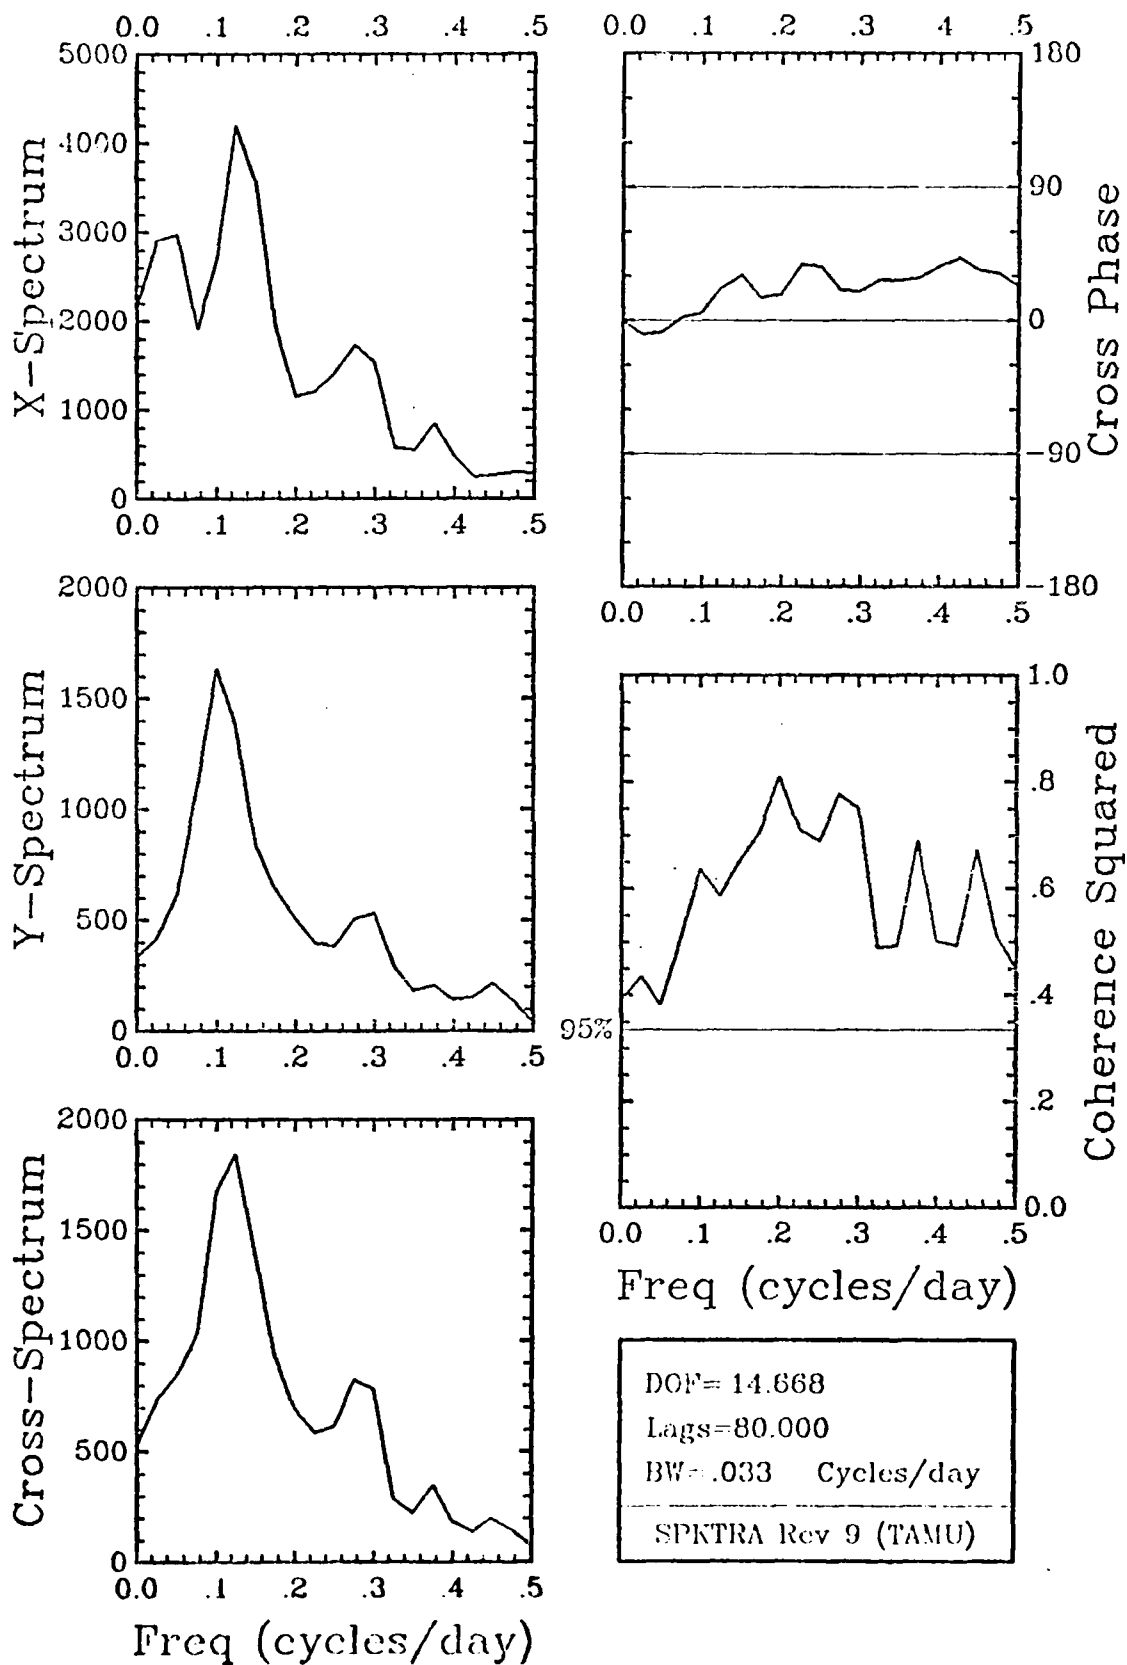 0.0 .1 .2 .3 .4 .5
5000
4000
3000
2000
1000
0
X-Spectrum
0.0 .1 .2 .3 .4 .5
0.0 .1 .2 .3 .4 .5
180
90
0
-90
-180
Cross Phase
0.0 .1 .2 .3 .4 .5
2000
1500
1000
500
0
Y-Spectrum
0.0 .1 .2 .3 .4 .5
1.0
.8
.6
.4
.2
0.0
95%
Coherence Squared
0.0 .1 .2 .3 .4 .5
Freq (cycles/day)
2000
1500
1000
500
0
Cross-Spectrum
0.0 .1 .2 .3 .4 .5
Freq (cycles/day)
DOF= 14.668
Lags=80.000
BW= .033 Cycles/day
SPKTRA Rev 9 (TAMU)